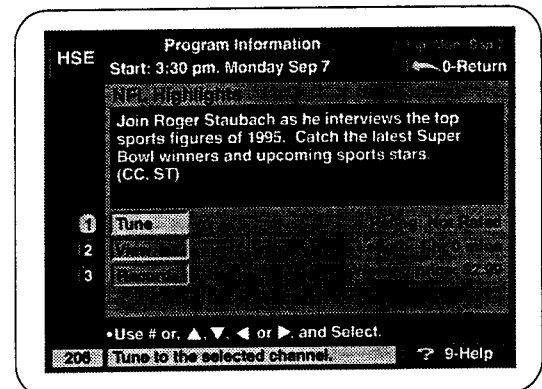 Program Information
HSE
Start: 3:30 pm. Monday Sep 7
0-Return
NFL Highlights
Join Roger Staubach as he interviews the top
sports figures of 1995. Catch the latest Super
Bowl winners and upcoming sports stars.
(CC, ST)
1 Tune
2
3
•Use # or, ▲, ▼, ◀ or ▶, and Select.
206 Tune to the selected channel. ? 9-Help